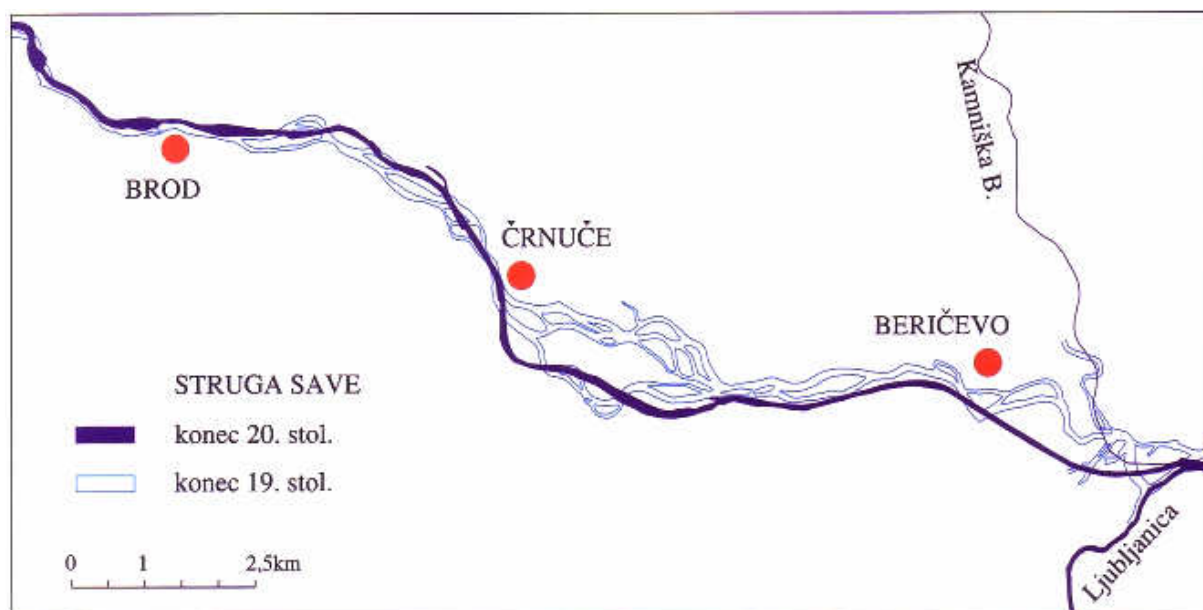 Kamniška B.
BROD
ČRNUČE
BERIČEVO
STRUGA SAVE
konec 20. stol.
konec 19. stol.
0 1 2,5km
Ljubljanica